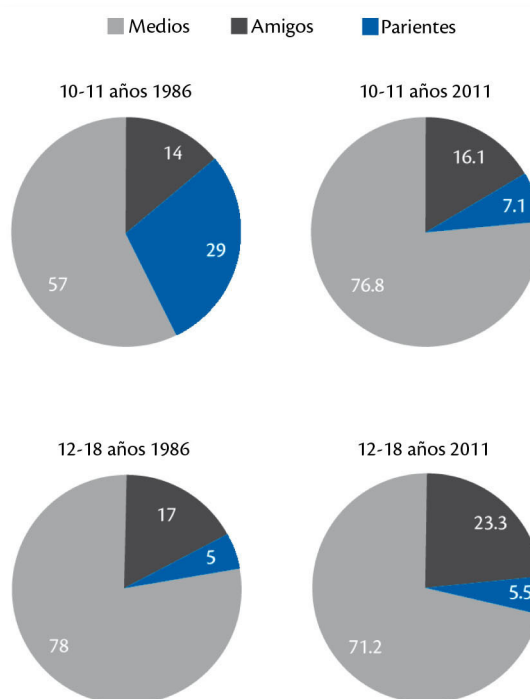 Medios Amigos Parientes
10-11 años 1986
14
29
57
10-11 años 2011
16.1
7.1
76.8
12-18 años 1986
17
5
78
12-18 años 2011
23.3
5.5
71.2